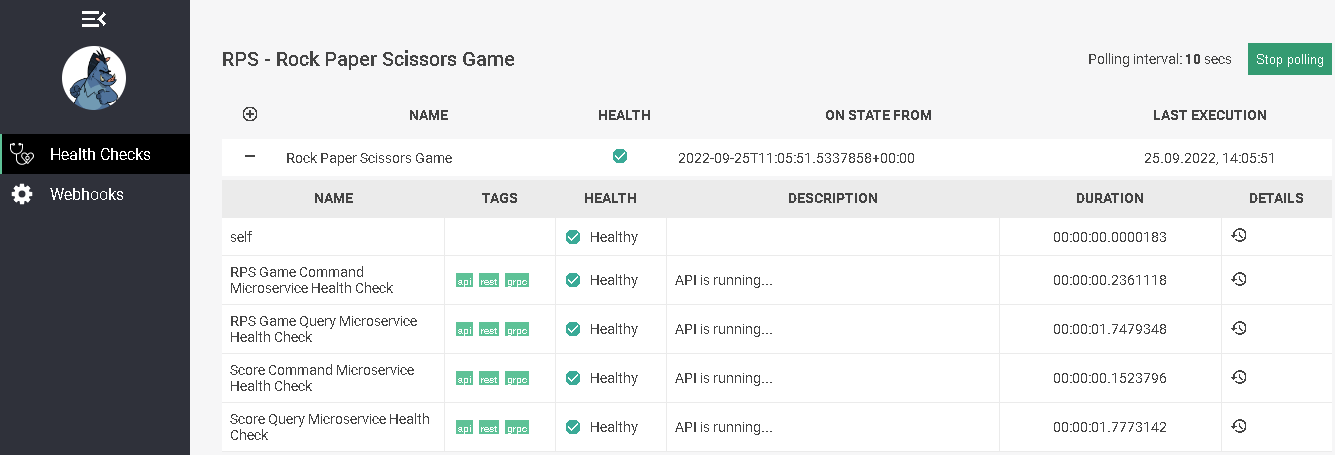 RPS - Rock Paper Scissors Game
Polling interval: 10 secs
Stop polling
Health Checks
Webhooks
NAME HEALTH ON STATE FROM LAST EXECUTION
Rock Paper Scissors Game 2022-09-25T11:05:51.5337858+00:00 25.09.2022, 14:05:51
NAME TAGS HEALTH DESCRIPTION DURATION DETAILS
self Healthy 00:00:00.0000183
RPS Game Command
Microservice Health Check
api rest grpc Healthy API is running... 00:00:00.2361118
RPS Game Query Microservice
Health Check
api rest grpc Healthy API is running... 00:00:01.7479348
Score Command Microservice
Health Check
api rest grpc Healthy API is running... 00:00:00.1523796
Score Query Microservice Health
Check
api rest grpc Healthy API is running... 00:00:01.7773142